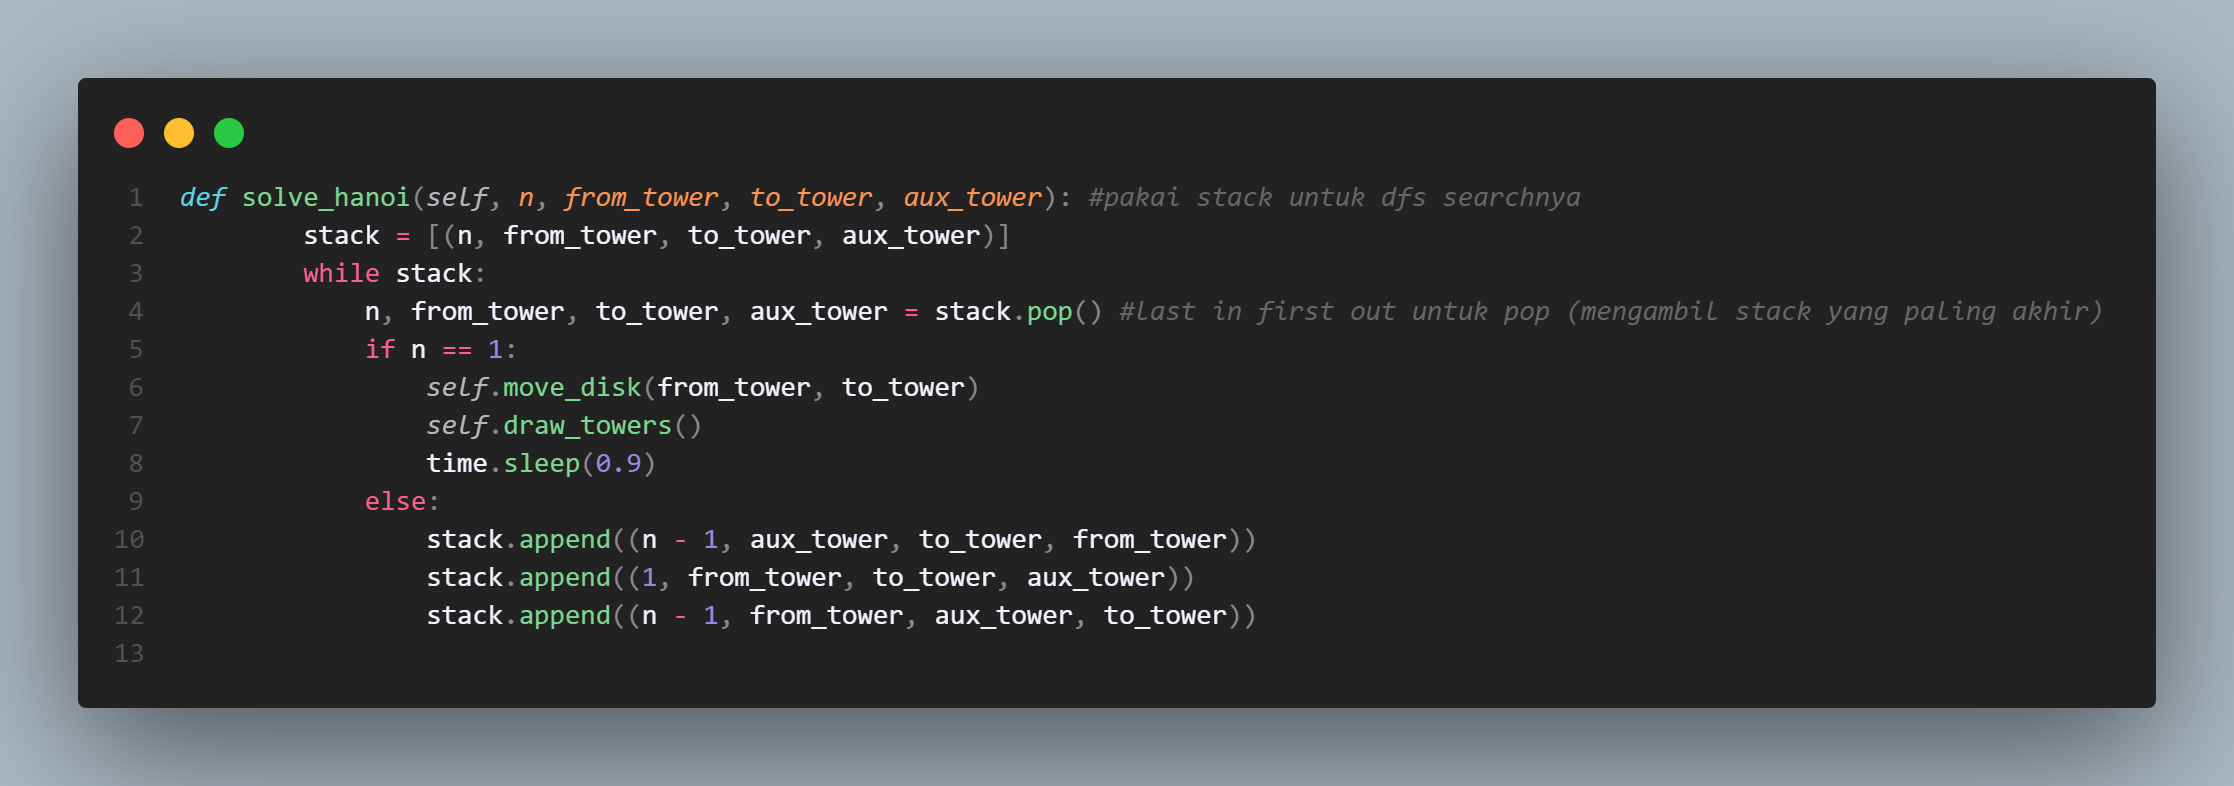 1 def solve_hanoi(self, n, from_tower, to_tower, aux_tower): #pakai stack untuk dfs searchnya
2         stack = [(n, from_tower, to_tower, aux_tower)]
3         while stack:
4             n, from_tower, to_tower, aux_tower = stack.pop() #last in first out untuk pop (mengambil stack yang paling akhir)
5             if n == 1:
6                 self.move_disk(from_tower, to_tower)
7                 self.draw_towers()
8                 time.sleep(0.9)
9             else:
10                 stack.append((n - 1, aux_tower, to_tower, from_tower))
11                 stack.append((1, from_tower, to_tower, aux_tower))
12                 stack.append((n - 1, from_tower, aux_tower, to_tower))
13